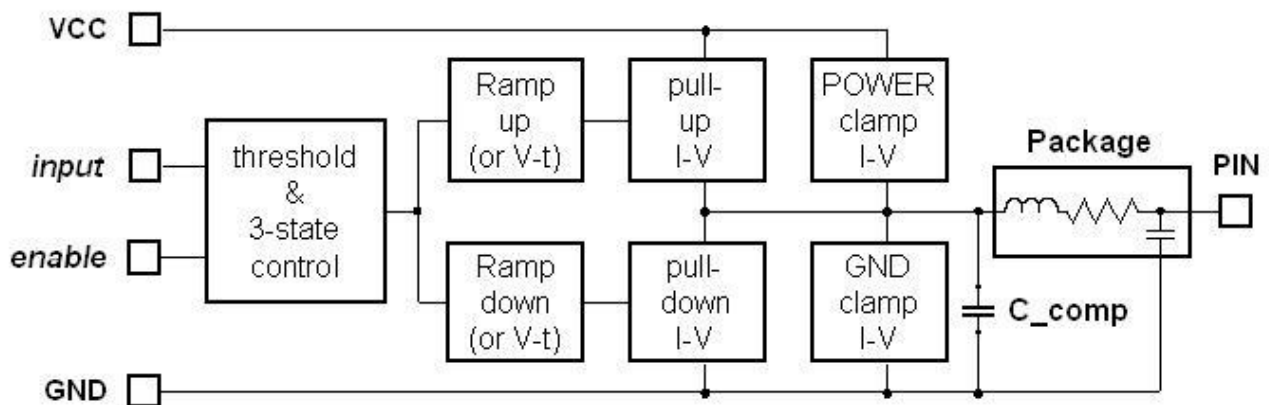 VCC
input
enable
GND
threshold
&
3-state
control
Ramp
up
(or V-t)
Ramp
down
(or V-t)
pull-
up
I-V
pull-
down
I-V
POWER
clamp
I-V
GND
clamp
I-V
C_comp
Package
PIN